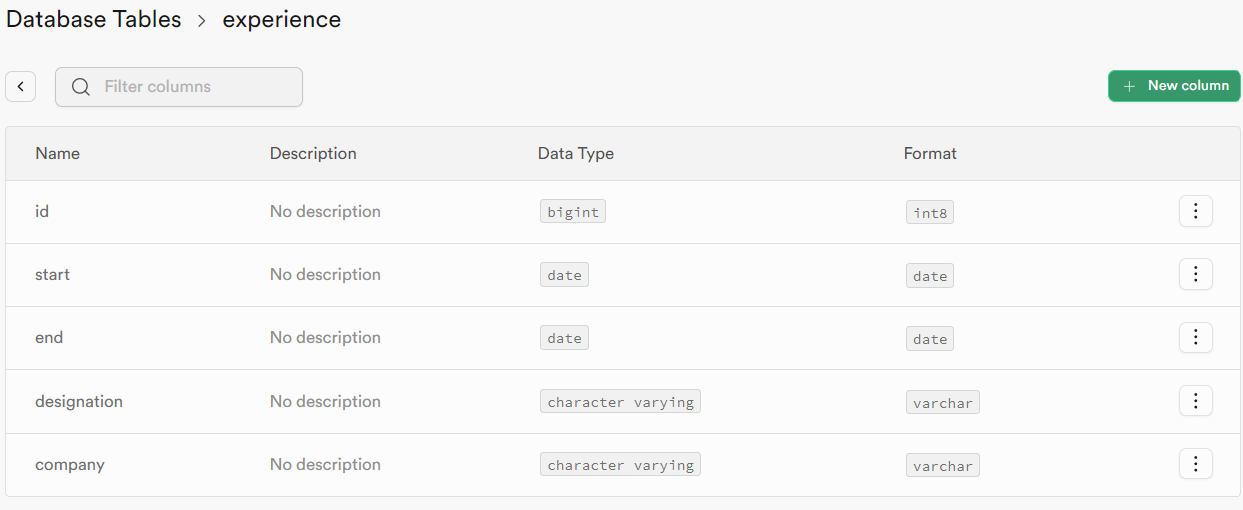 Database Tables > experience
Filter columns
+ New column
Name Description Data Type Format
id No description bigint int8
start No description date date
end No description date date
designation No description character varying varchar
company No description character varying varchar